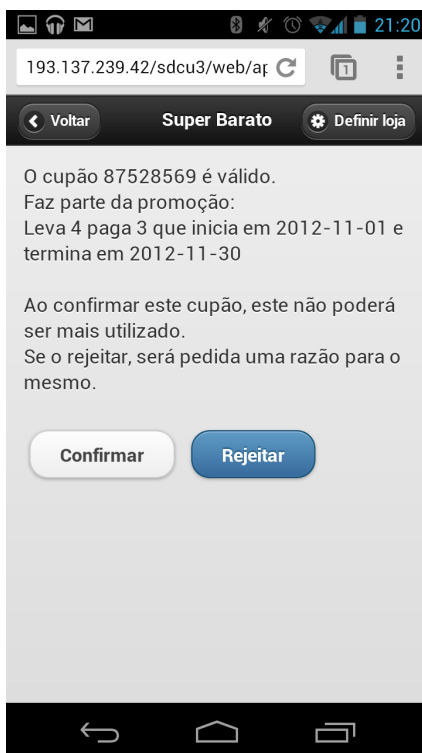 21:20
193.137.239.42/sdcu3/web/ap
1
Voltar
Super Barato
Definir loja
O cupão 87528569 é válido.
Faz parte da promoção:
Leva 4 paga 3 que inicia em 2012-11-01 e
termina em 2012-11-30
Ao confirmar este cupão, este não poderá
ser mais utilizado.
Se o rejeitar, será pedida uma razão para o
mesmo.
Confirmar
Rejeitar